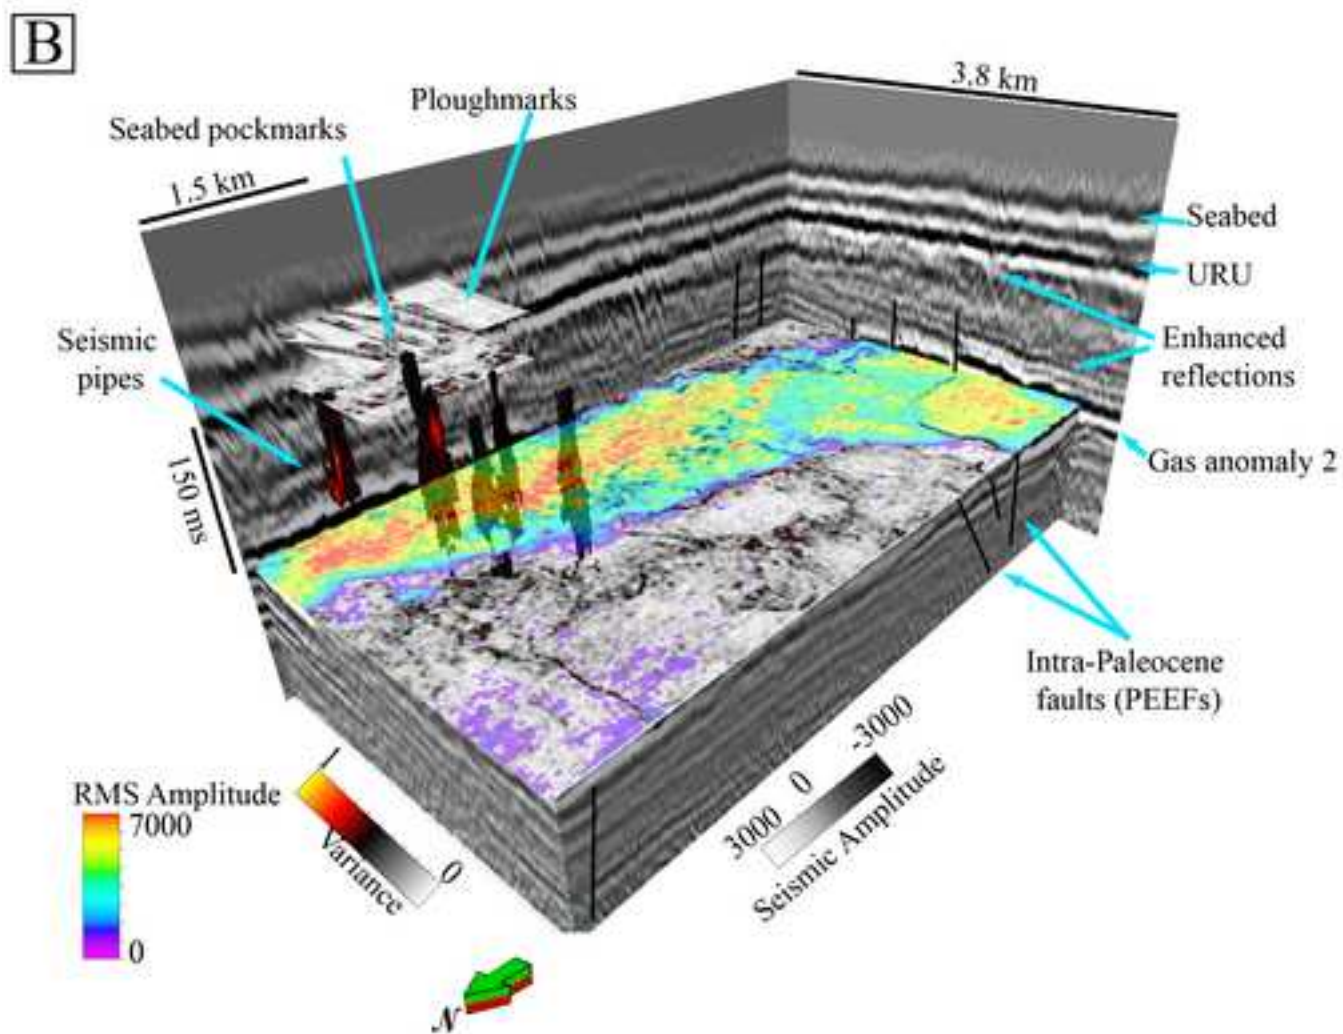 B
3.8 km
Ploughmarks
Seabed pockmarks
1.5 km
Seabed
URU
Seismic
pipes
Enhanced
reflections
Gas anomaly 2
150 ms
Intra-Paleocene
faults (PEEFs)
RMS Amplitude
7000
0
1
Variance
0
3000 0 -3000
Seismic Amplitude
N